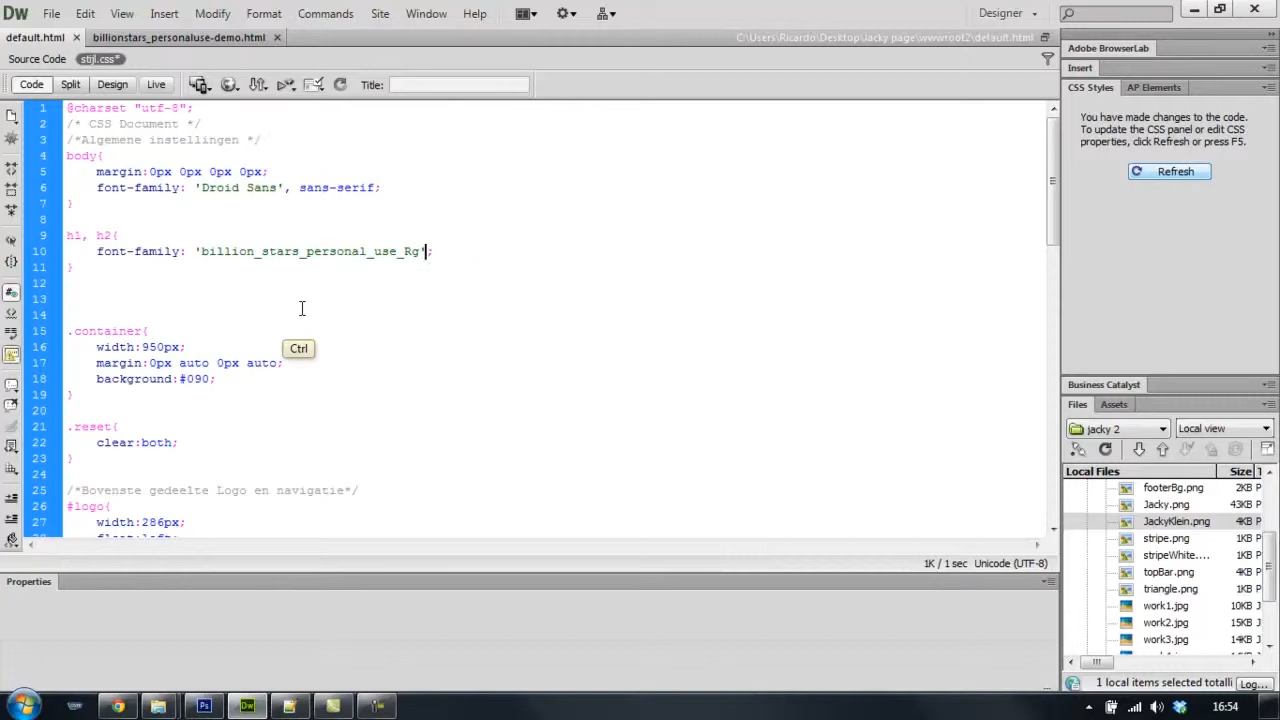 Dw File Edit View Insert Modify Format Commands Site Window Help Designer
default.html billionstars_personaluse-demo.html C:\Users\Ricardo\Desktop\Jacky page\wwwroot2\default.html
Source Code stijl.css*
Code Split Design Live Title:
1 @charset "utf-8";
2 /* CSS Document */
3 /*Algemene instellingen */
4 body{
5 margin:0px 0px 0px 0px;
6 font-family: 'Droid Sans', sans-serif;
7 }
8
9 h1, h2{
10 font-family: 'billion_stars_personal_use_Rg';
11 }
12
13
14
15 .container{
16 width:950px;
Ctrl
17 margin:0px auto 0px auto;
18 background:#090;
19 }
20
21 .reset{
22 clear:both;
23 }
24
25 /*Bovenste gedeelte Logo en navigatie*/
26 #logo{
27 width:286px;
1K / 1 sec Unicode (UTF-8)
Properties
Adobe BrowserLab
Insert
CSS Styles AP Elements
You have made changes to the code.
To update the CSS panel or edit CSS
properties, click Refresh or press F5.
Refresh
Business Catalyst
Files Assets
jacky 2 Local view
Local Files Size T
footerBg.png 2KB P
Jacky.png 43KB P
JackyKlein.png 4KB P
stripe.png 1KB P
stripeWhite.... 1KB P
topBar.png 4KB P
triangle.png 1KB P
work1.jpg 10KB J
work2.jpg 15KB J
work3.jpg 14KB J
1 local items selected totalli Log...
Ps Dw 16:54